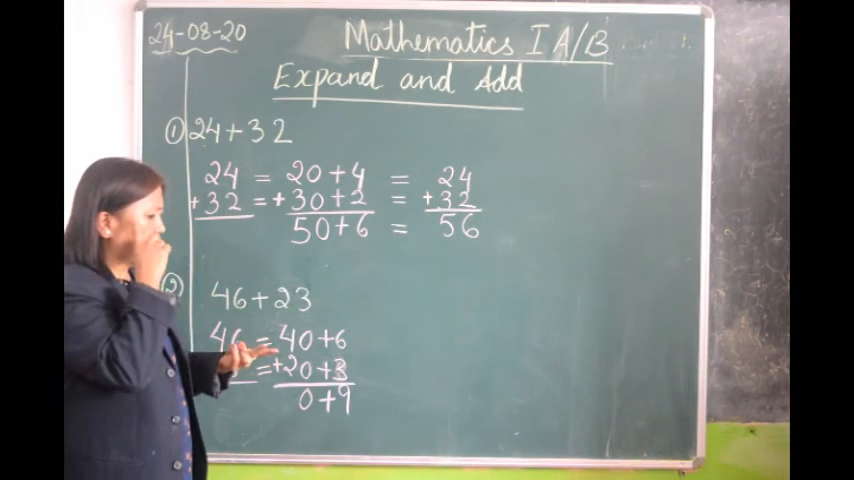 24-08-20
Mathematics I A/B
Expand and Add
① 24+32
24 = 20+4 = 24
+32 = +30+2 = +32
50+6 = 56
② 46+23
46 = 40+6
= +20+3
0+9